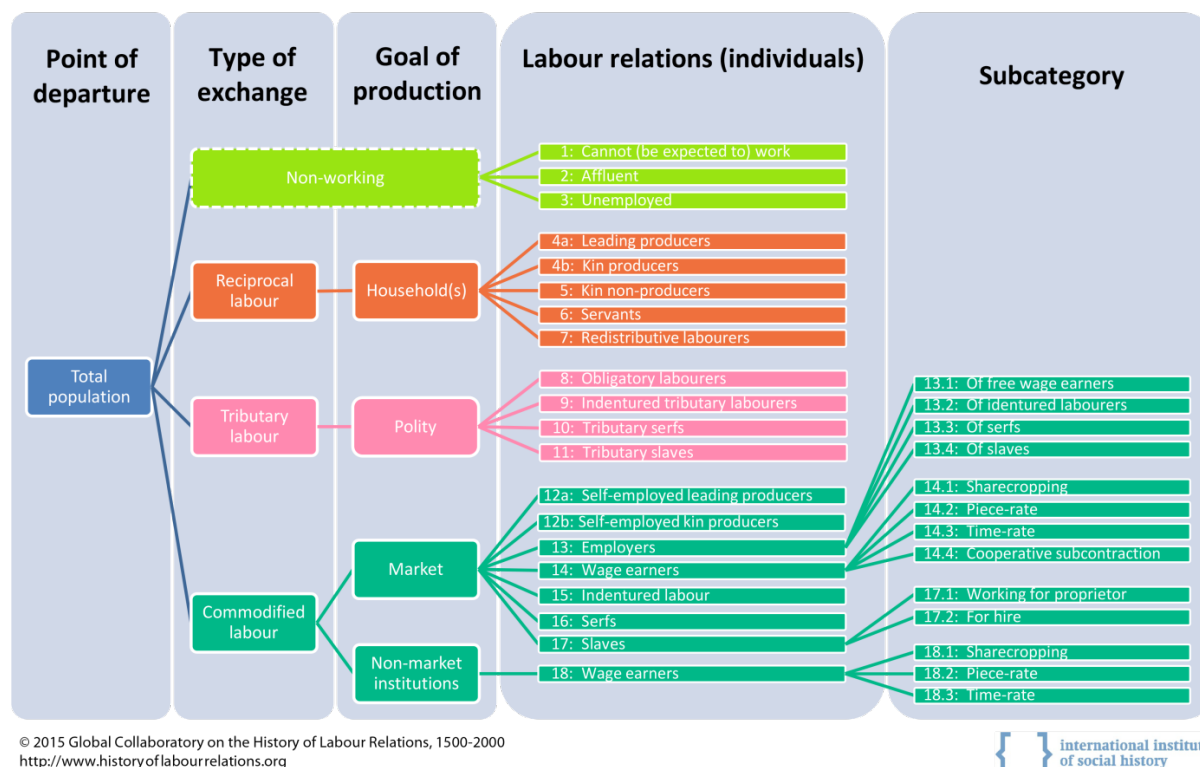 Point of
departure
Type of
exchange
Goal of
production
Labour relations (individuals)
Subcategory
Non-working
1: Cannot (be expected to) work
2: Affluent
3: Unemployed
Reciprocal
labour
Household(s)
4a: Leading producers
4b: Kin producers
5: Kin non-producers
6: Servants
7: Redistributive labourers
Total
population
Tributary
labour
Polity
8: Obligatory labourers
9: Indentured tributary labourers
10: Tributary serfs
11: Tributary slaves
Commodified
labour
Market
12a: Self-employed leading producers
12b: Self-employed kin producers
13: Employers
14: Wage earners
15: Indentured labour
16: Serfs
17: Slaves
Non-market
institutions
18: Wage earners
13.1: Of free wage earners
13.2: Of identured labourers
13.3: Of serfs
13.4: Of slaves
14.1: Sharecropping
14.2: Piece-rate
14.3: Time-rate
14.4: Cooperative subcontraction
17.1: Working for proprietor
17.2: For hire
18.1: Sharecropping
18.2: Piece-rate
18.3: Time-rate
© 2015 Global Collaboratory on the History of Labour Relations, 1500-2000
http://www.historyoflabourrelations.org
international institu
of social history